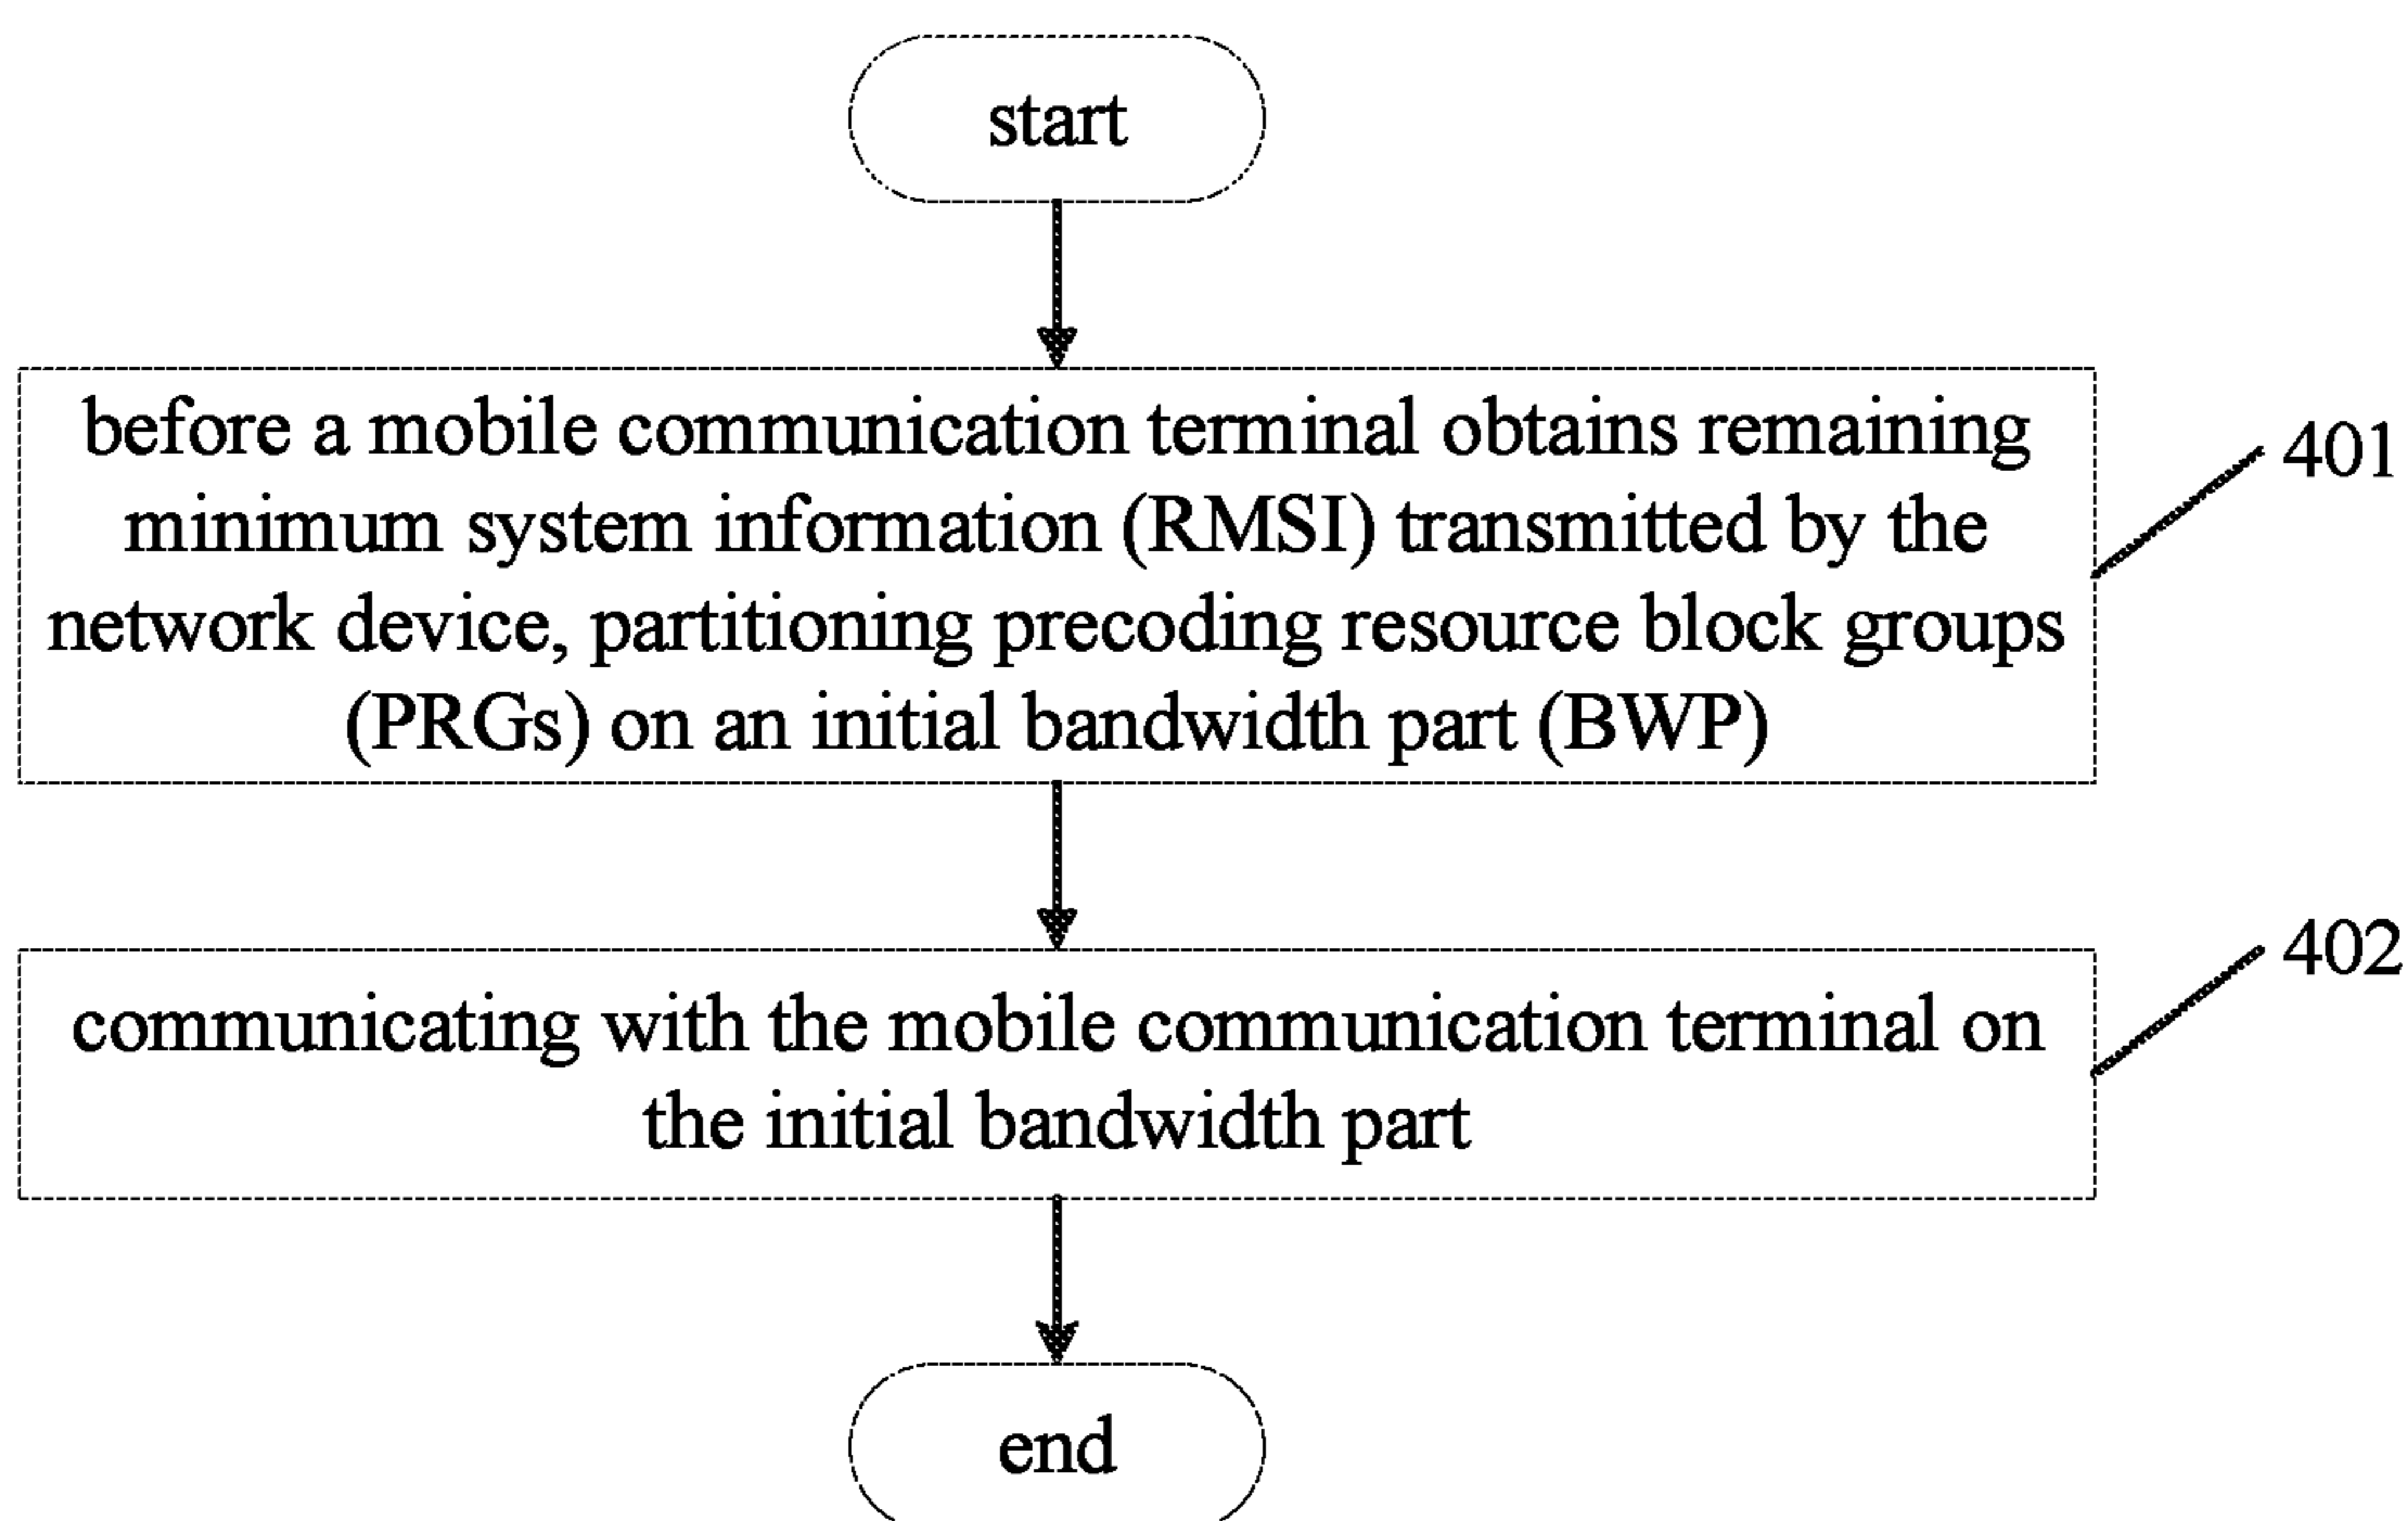 start
before a mobile communication terminal obtains remaining
minimum system information (RMSI) transmitted by the
network device, partitioning precoding resource block groups
(PRGs) on an initial bandwidth part (BWP)
401
communicating with the mobile communication terminal on
the initial bandwidth part
402
end